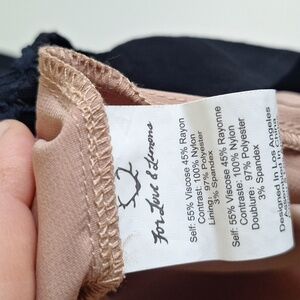 For Love & Lemons
Self: 55% Viscose 45% Rayon
Contrast: 100% Nylon
Lining: 97% Polyester
3% Spandex
Self: 55% Viscose 45% Rayonne
Contraste: 100% Nylon
Doublure: 97% Polyester
3% Spandex
Designed in Los Angeles